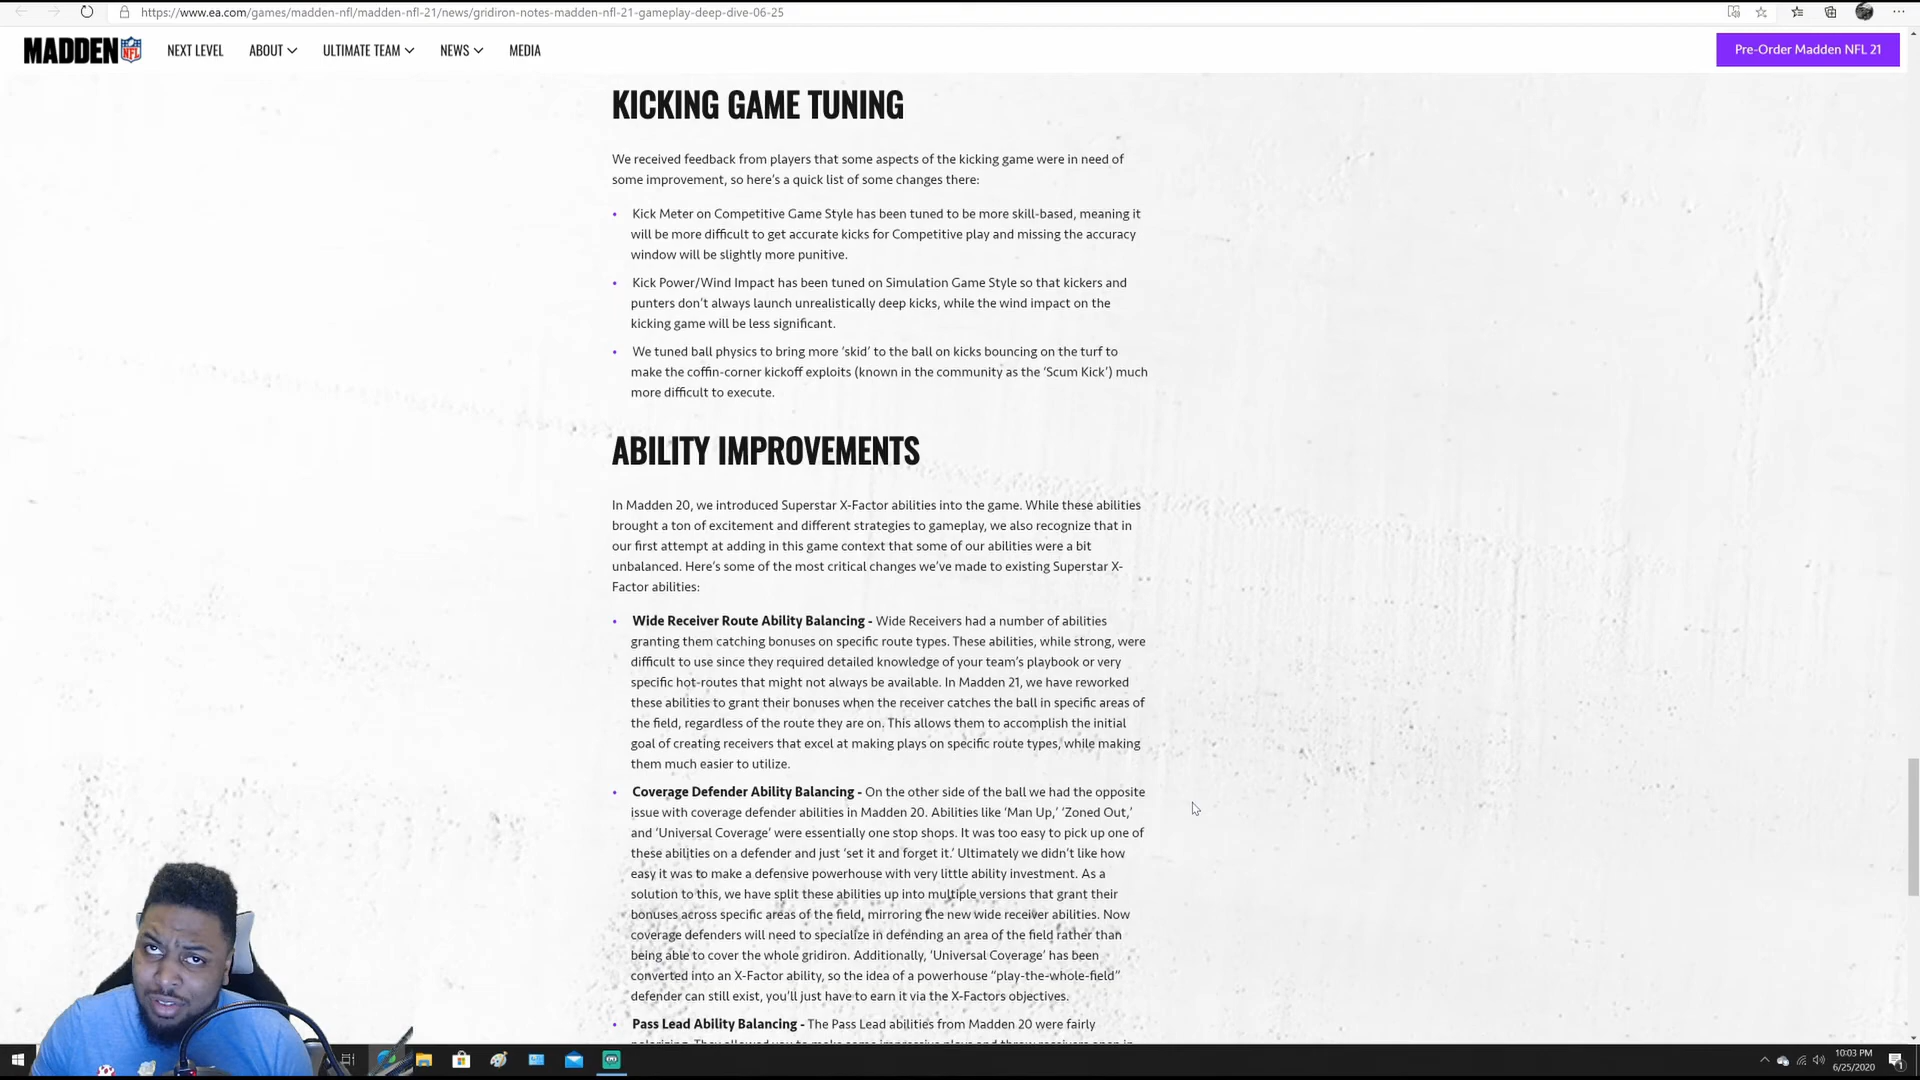 https://www.ea.com/games/madden-nfl/madden-nfl-21/news/gridiron-notes-madden-nfl-21-gameplay-deep-dive-06-25
MADDEN NFL NEXT LEVEL ABOUT ULTIMATE TEAM NEWS MEDIA Pre-Order Madden NFL 21
KICKING GAME TUNING
We received feedback from players that some aspects of the kicking game were in need of
some improvement, so here's a quick list of some changes there:
• Kick Meter on Competitive Game Style has been tuned to be more skill-based, meaning it
will be more difficult to get accurate kicks for Competitive play and missing the accuracy
window will be slightly more punitive.
• Kick Power/Wind Impact has been tuned on Simulation Game Style so that kickers and
punters don't always launch unrealistically deep kicks, while the wind impact on the
kicking game will be less significant.
• We tuned ball physics to bring more 'skid' to the ball on kicks bouncing on the turf to
make the coffin-corner kickoff exploits (known in the community as the 'Scum Kick') much
more difficult to execute.
ABILITY IMPROVEMENTS
In Madden 20, we introduced Superstar X-Factor abilities into the game. While these abilities
brought a ton of excitement and different strategies to gameplay, we also recognize that in
our first attempt at adding in this game context that some of our abilities were a bit
unbalanced. Here's some of the most critical changes we've made to existing Superstar X-
Factor abilities:
• Wide Receiver Route Ability Balancing - Wide Receivers had a number of abilities
granting them catching bonuses on specific route types. These abilities, while strong, were
difficult to use since they required detailed knowledge of your team's playbook or very
specific hot-routes that might not always be available. In Madden 21, we have reworked
these abilities to grant their bonuses when the receiver catches the ball in specific areas of
the field, regardless of the route they are on. This allows them to accomplish the initial
goal of creating receivers that excel at making plays on specific route types, while making
them much easier to utilize.
• Coverage Defender Ability Balancing - On the other side of the ball we had the opposite
issue with coverage defender abilities in Madden 20. Abilities like 'Man Up,' 'Zoned Out,'
and 'Universal Coverage' were essentially one stop shops. It was too easy to pick up one of
these abilities on a defender and just 'set it and forget it.' Ultimately we didn't like how
easy it was to make a defensive powerhouse with very little ability investment. As a
solution to this, we have split these abilities up into multiple versions that grant their
bonuses across specific areas of the field, mirroring the new wide receiver abilities. Now
coverage defenders will need to specialize in defending an area of the field rather than
being able to cover the whole gridiron. Additionally, 'Universal Coverage' has been
converted into an X-Factor ability, so the idea of a powerhouse "play-the-whole-field"
defender can still exist, you'll just have to earn it via the X-Factors objectives.
• Pass Lead Ability Balancing - The Pass Lead abilities from Madden 20 were fairly
10:03 PM
6/25/2020